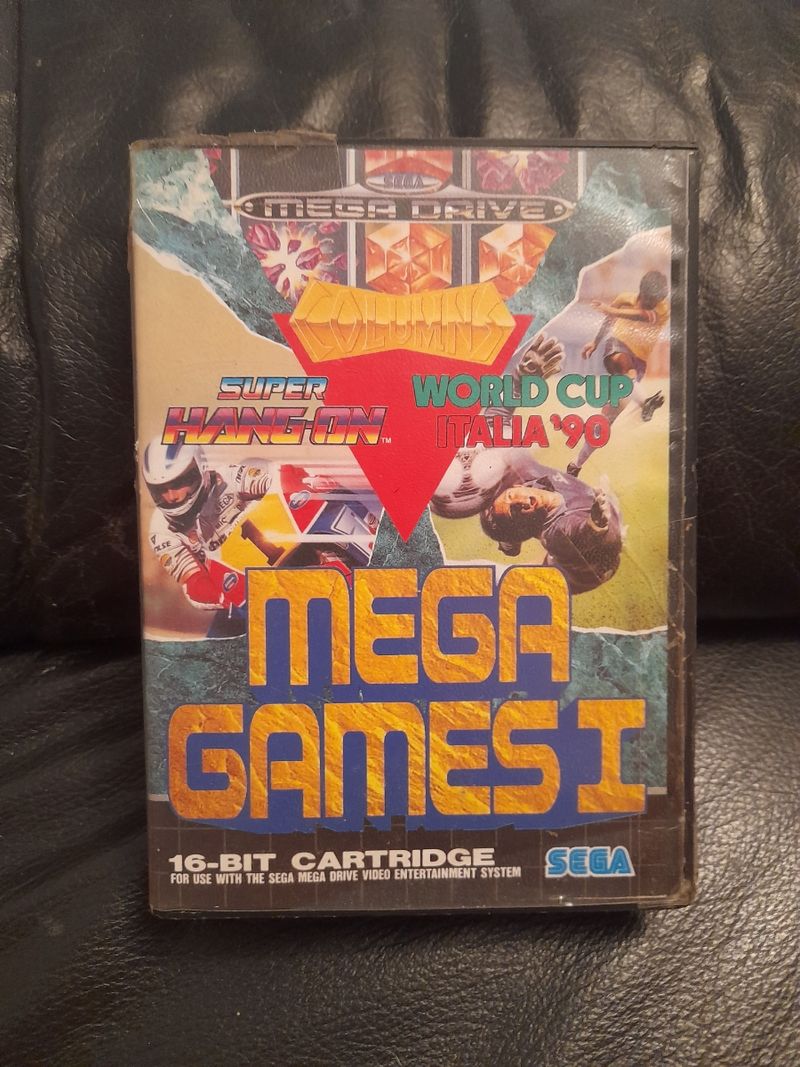 SEGA
MEGA DRIVE
COLUMNS
SUPER
HANG-ON™
WORLD CUP
ITALIA '90
MEGA
GAMES I
16-BIT CARTRIDGE
FOR USE WITH THE SEGA MEGA DRIVE VIDEO ENTERTAINMENT SYSTEM
SEGA